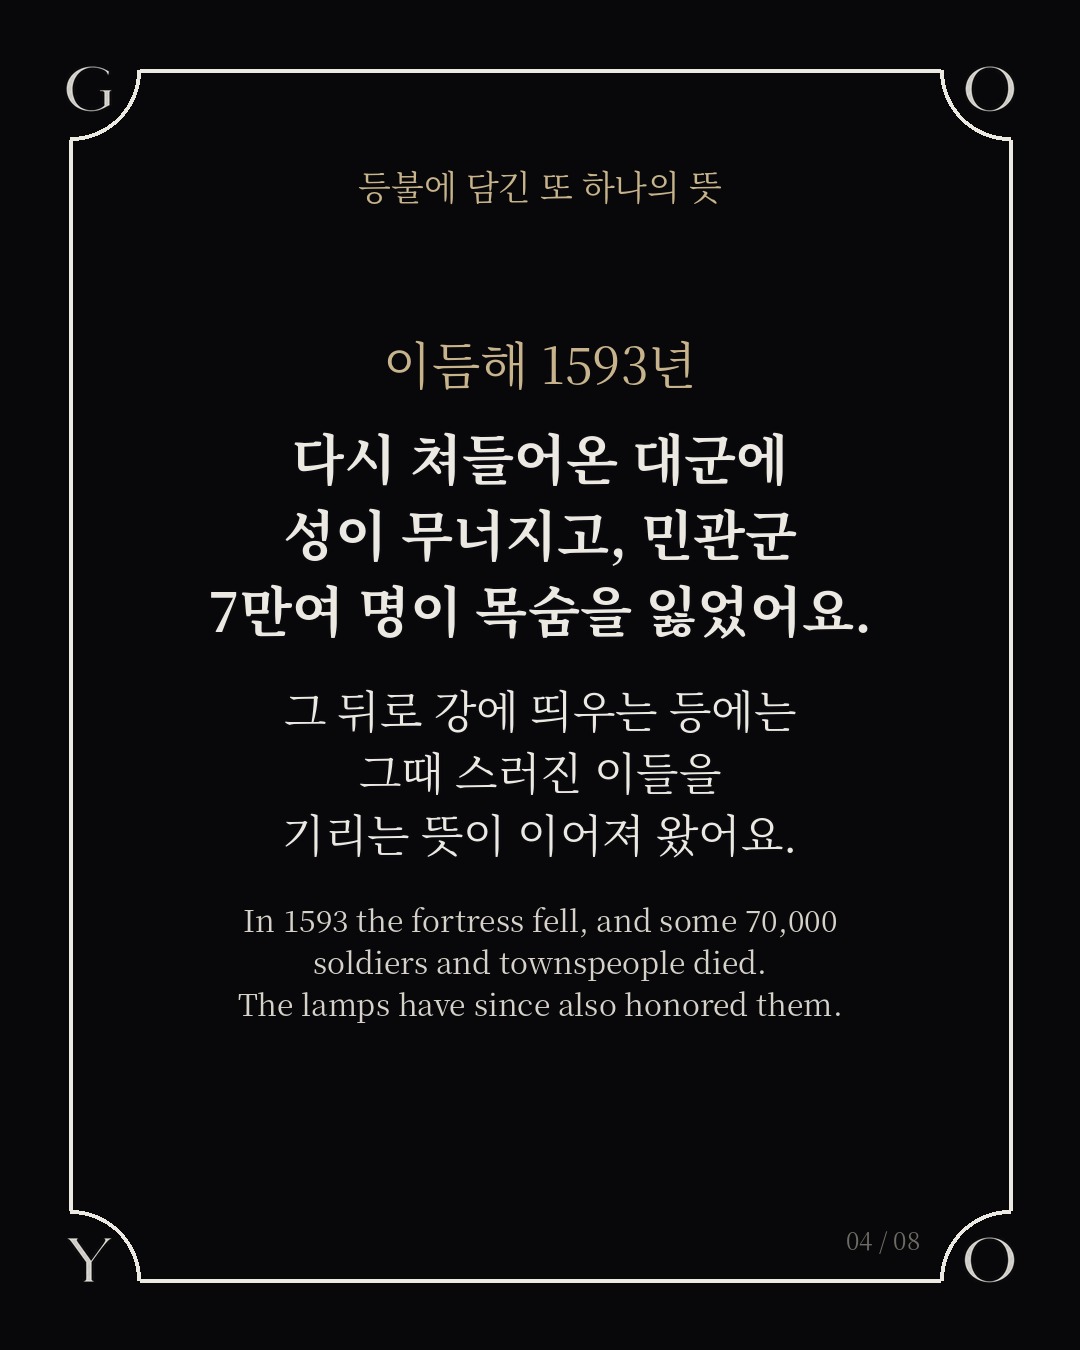 G O
등불에 담긴 또 하나의 뜻
이듬해 1593년
다시 쳐들어온 대군에
성이 무너지고, 민관군
7만여 명이 목숨을 잃었어요.
그 뒤로 강에 띄우는 등에는
그때 스러진 이들을
기리는 뜻이 이어져 왔어요.
In 1593 the fortress fell, and some 70,000
soldiers and townspeople died.
The lamps have since also honored them.
04 / 08
Y O